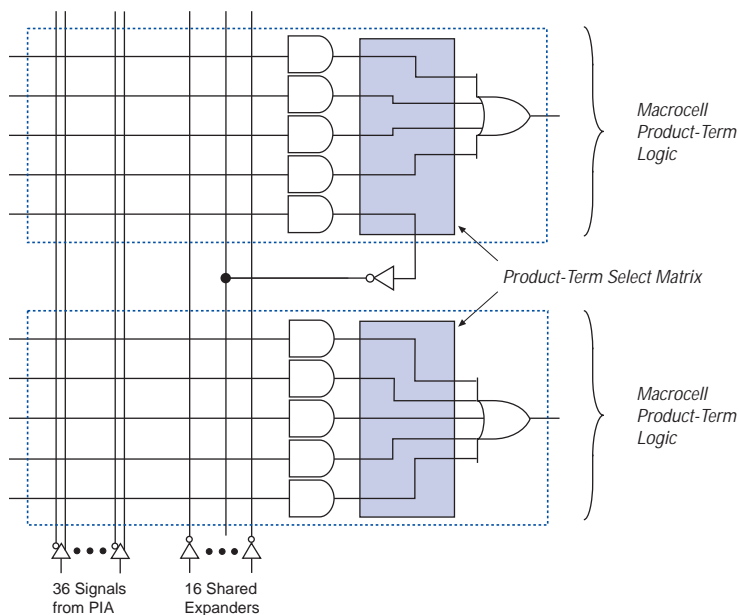 Macrocell
Product-Term
Logic
Product-Term Select Matrix
Macrocell
Product-Term
Logic
36 Signals
from PIA
16 Shared
Expanders